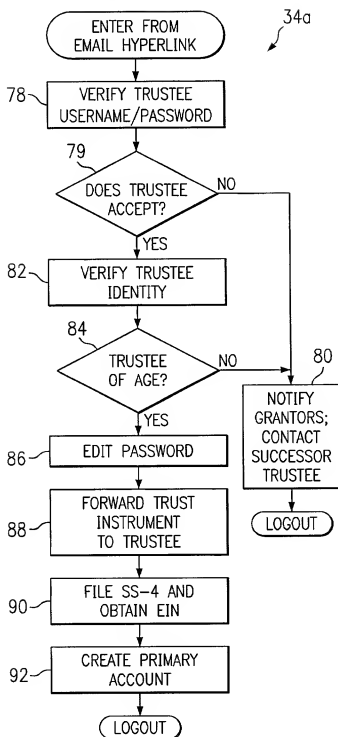 ENTER FROM
EMAIL HYPERLINK
34a
78
VERIFY TRUSTEE
USERNAME/PASSWORD
79
DOES TRUSTEE
ACCEPT?
NO
YES
82
VERIFY TRUSTEE
IDENTITY
84
TRUSTEE
OF AGE?
NO
YES
80
NOTIFY
GRANTORS;
CONTACT
SUCCESSOR
TRUSTEE
LOGOUT
86
EDIT PASSWORD
88
FORWARD TRUST
INSTRUMENT
TO TRUSTEE
90
FILE SS-4 AND
OBTAIN EIN
92
CREATE PRIMARY
ACCOUNT
LOGOUT